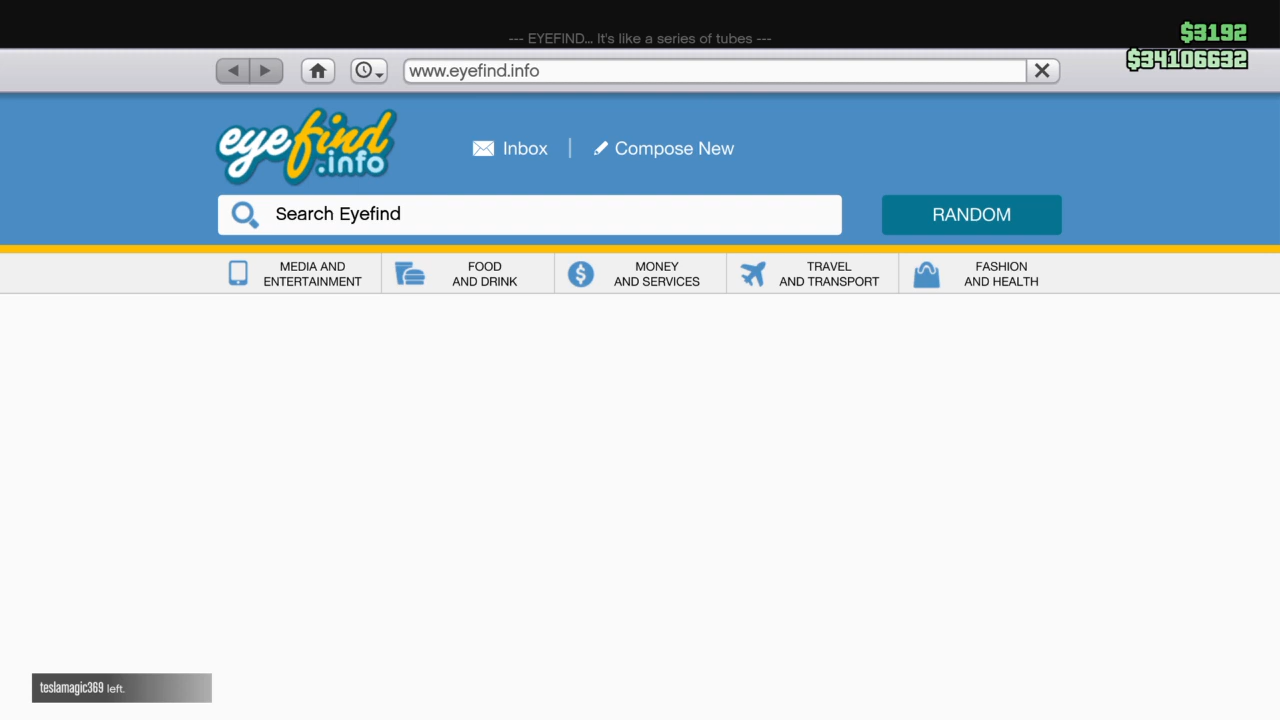 --- EYEFIND... It's like a series of tubes ---
$3192
$34106632
www.eyefind.info
eyefind
.info
Inbox
Compose New
Search Eyefind
RANDOM
MEDIA AND
ENTERTAINMENT
FOOD
AND DRINK
MONEY
AND SERVICES
TRAVEL
AND TRANSPORT
FASHION
AND HEALTH
teslamagic369 left.